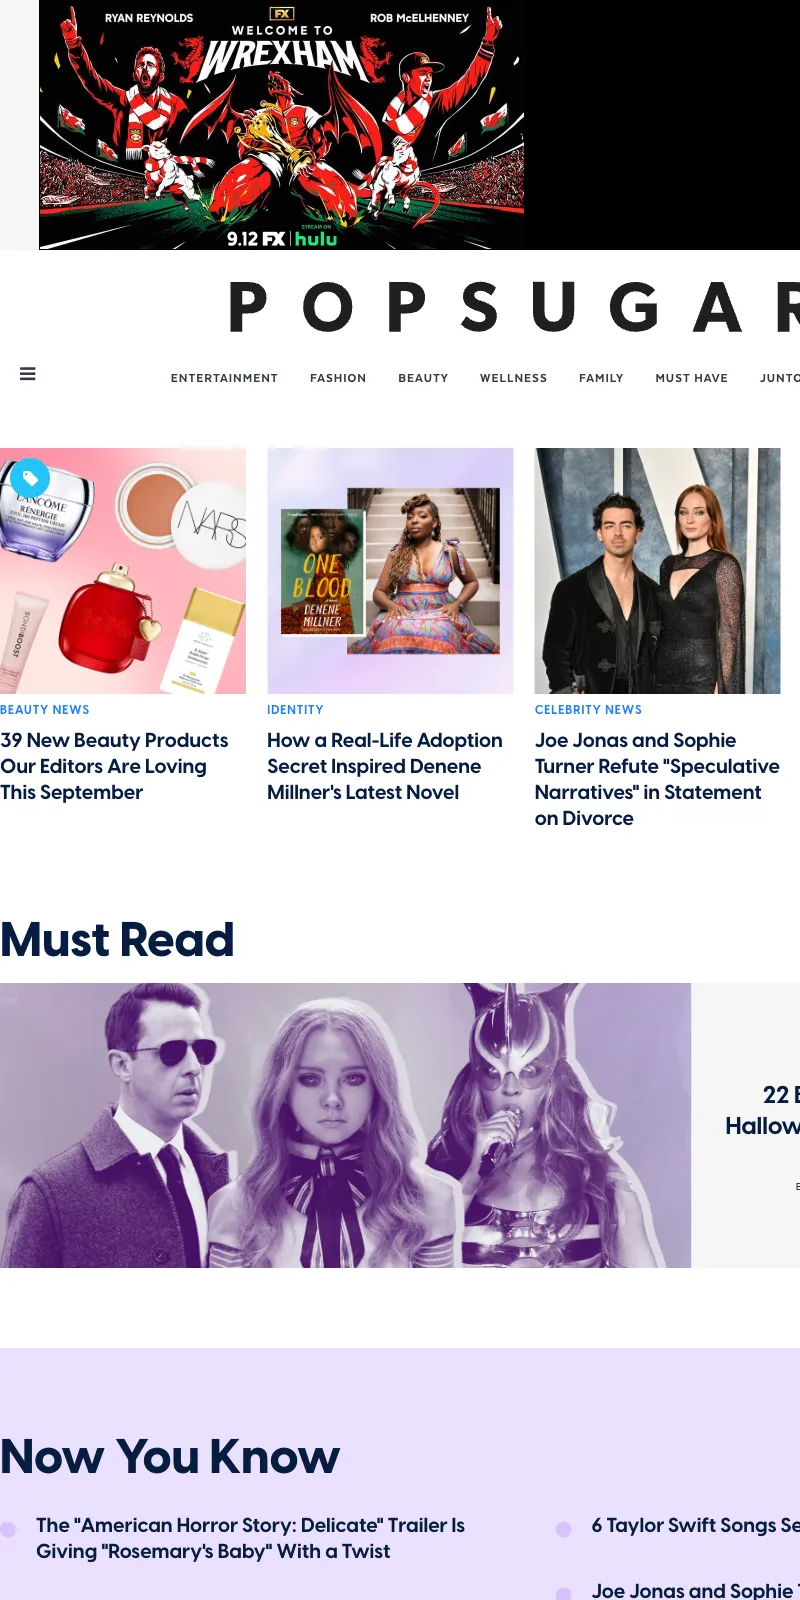 RYAN REYNOLDS
FX
ROB McELHENNEY
WELCOME TO
WREXHAM
STREAM ON
9.12 FX | hulu
POPSUGAR
ENTERTAINMENT FASHION BEAUTY WELLNESS FAMILY MUST HAVE JUNTO
LANCÔME
RÉNERGIE
NARS
BONDIBOOST
ONE
BLOOD
DENENE
MILLNER
BEAUTY NEWS
39 New Beauty Products
Our Editors Are Loving
This September
IDENTITY
How a Real-Life Adoption
Secret Inspired Denene
Millner's Latest Novel
CELEBRITY NEWS
Joe Jonas and Sophie
Turner Refute "Speculative
Narratives" in Statement
on Divorce
Must Read
22
Hallow
Now You Know
The "American Horror Story: Delicate" Trailer Is
Giving "Rosemary's Baby" With a Twist
6 Taylor Swift Songs Se
Joe Jonas and Sophie